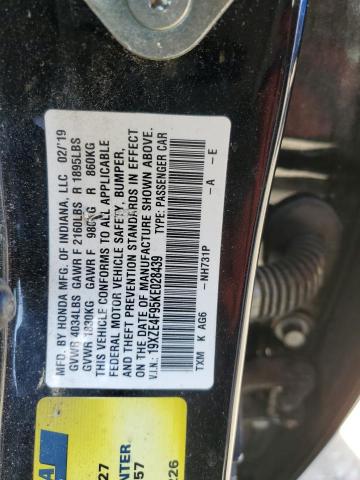 MFD. BY HONDA MFG. OF INDIANA, LLC 02/'19
GVWR 4034LBS GAWR F 2160LBS R 1895LBS
GVWR 1830KG GAWR F 980KG R 860KG
THIS VEHICLE CONFORMS TO ALL APPLICABLE
FEDERAL MOTOR VEHICLE SAFETY, BUMPER,
AND THEFT PREVENTION STANDARDS IN EFFECT
ON THE DATE OF MANUFACTURE SHOWN ABOVE.
V.I.N.: 19XZE4F95KE028439 TYPE: PASSENGER CAR
-NH731P -A -E
TXM K AG6
27
NTER
57
226